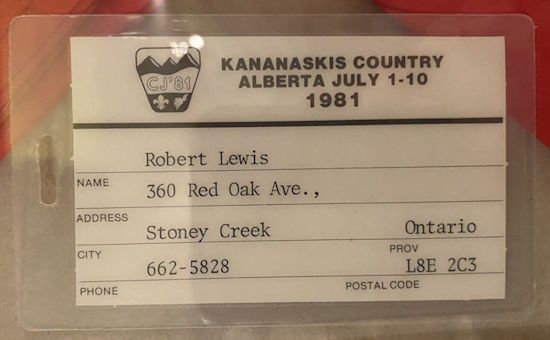 CJ'81
KANANASKIS COUNTRY
ALBERTA JULY 1-10
1981
Robert Lewis
NAME
360 Red Oak Ave.,
ADDRESS
Stoney Creek Ontario
CITY PROV
662-5828 L8E 2C3
PHONE POSTAL CODE